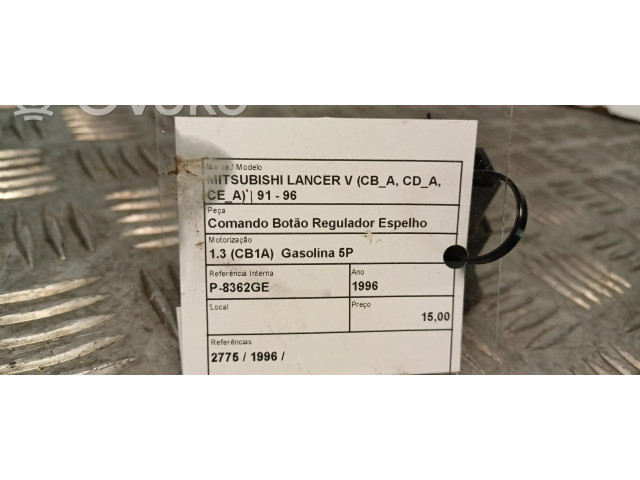 OVOKO
Marca / Modelo
MITSUBISHI LANCER V (CB_A, CD_A,
CE_A) | 91 - 96
Peça
Comando Botão Regulador Espelho
Motorização
1.3 (CB1A) Gasolina 5P
Referência Interna
P-8362GE
Ano
1996
Local
Preço
15,00
Referências
2775 / 1996 /